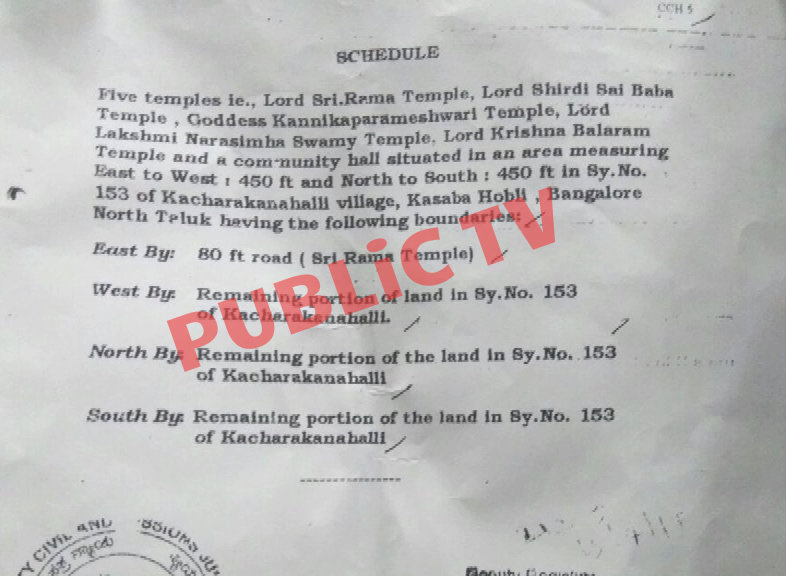 CCH 5
SCHEDULE
Five temples ie., Lord Sri.Rama Temple, Lord Shirdi Sai Baba
Temple , Goddess Kannikaparameshwari Temple, Lord
Lakshmi Narasimha Swamy Temple, Lord Krishna Balaram
Temple and a community hall situated in an area measuring
East to West : 450 ft and North to South : 450 ft in Sy.No.
153 of Kacharakanahalli village, Kasaba Hobli , Bangalore
North Taluk having the following boundaries:
East By: 80 ft road ( Sri Rama Temple)
West By: Remaining portion of land in Sy.No. 153
of Kacharakanahalli.
North By: Remaining portion of the land in Sy.No. 153
of Kacharakanahalli
South By: Remaining portion of the land in Sy.No. 153
of Kacharakanahalli
PUBLiC TV
CIVIL AND
Deputy Registrar